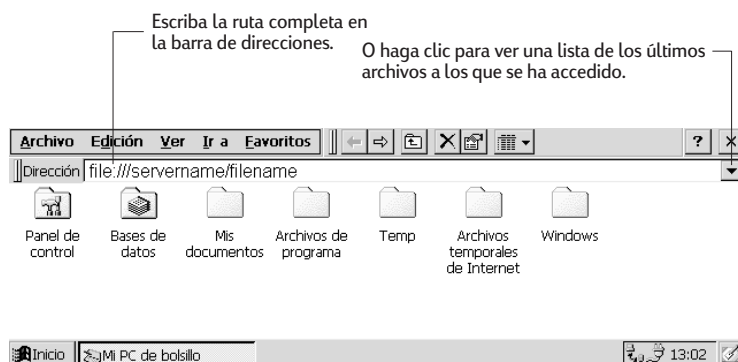 Escriba la ruta completa en
la barra de direcciones.
O haga clic para ver una lista de los últimos
archivos a los que se ha accedido.
Archivo Edición Ver Ir a Favoritos ? ×
Dirección file:///servername/filename
Panel de
control
Bases de
datos
Mis
documentos
Archivos de
programa
Temp
Archivos
temporales
de Internet
Windows
Inicio Mi PC de bolsillo 13:02